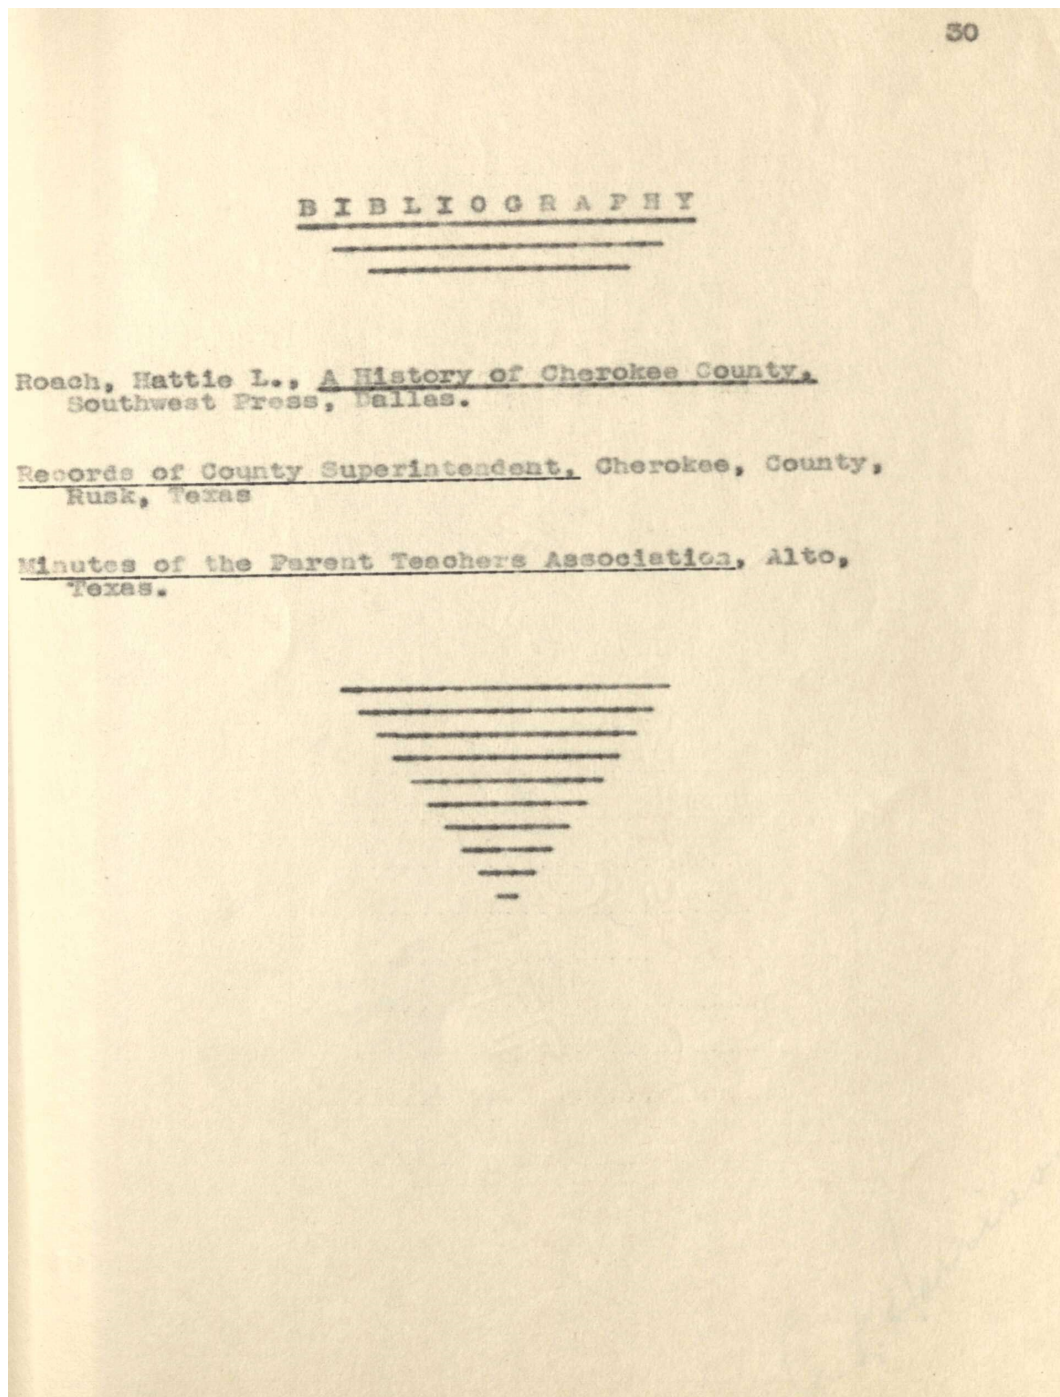 30
BIBLIOGRAPHY
Roach, Hattie L., A History of Cherokee County,
Southwest Press, Dallas.
Records of County Superintendent, Cherokee, County,
Rusk, Texas
Minutes of the Parent Teachers Association, Alto,
Texas.